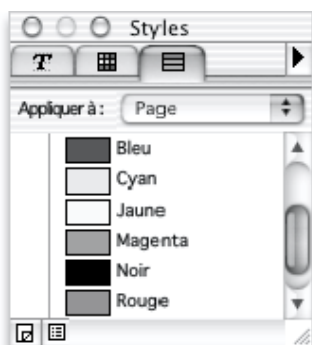 Styles
T
Appliquer à :
Page
Bleu
Cyan
Jaune
Magenta
Noir
Rouge